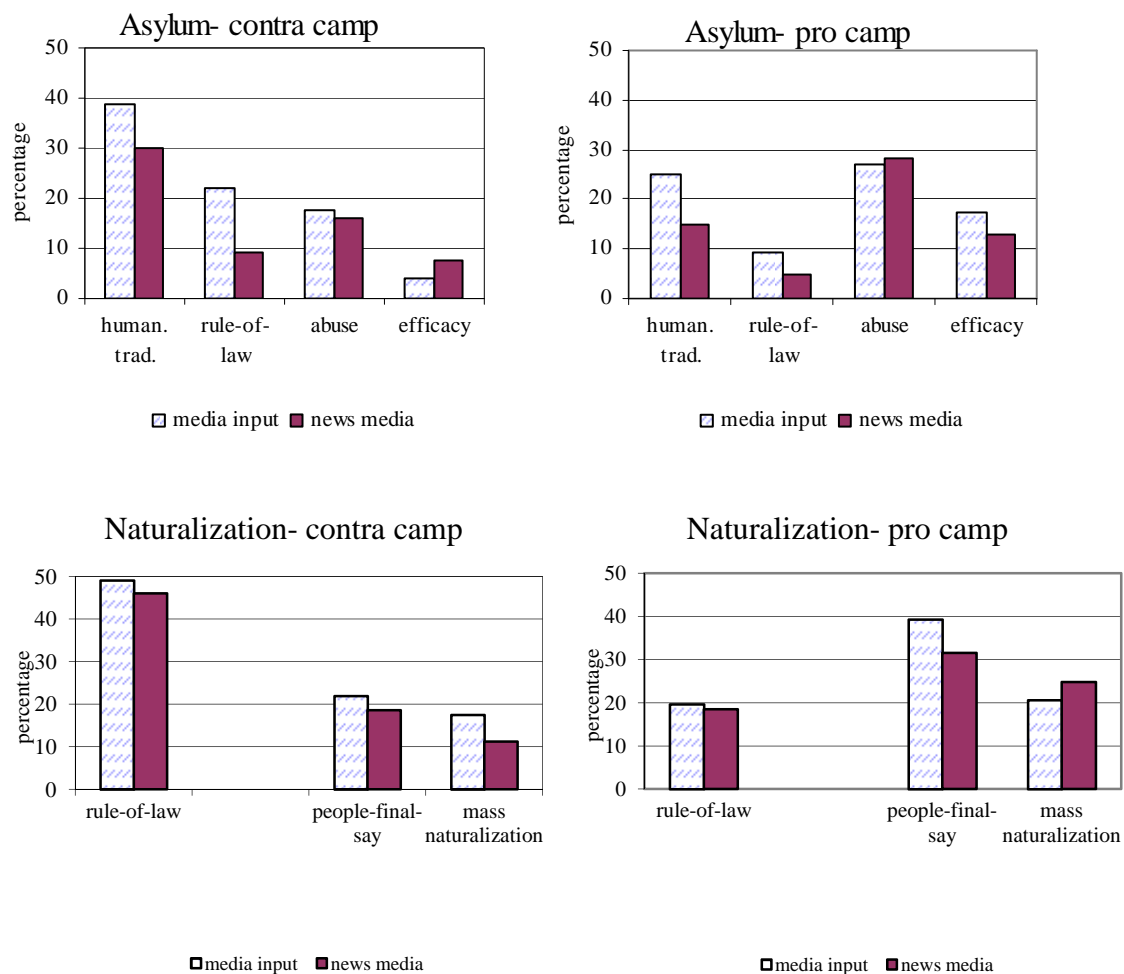 Asylum- contra camp
50
40
30
20
10
0
percentage
human. trad.
rule-of-law
abuse
efficacy
media input news media
Asylum- pro camp
50
40
30
20
10
0
percentage
human. trad.
rule-of-law
abuse
efficacy
media input news media
Naturalization- contra camp
50
40
30
20
10
0
percentage
rule-of-law
people-final-say
mass naturalization
media input news media
Naturalization- pro camp
50
40
30
20
10
0
percentage
rule-of-law
people-final-say
mass naturalization
media input news media